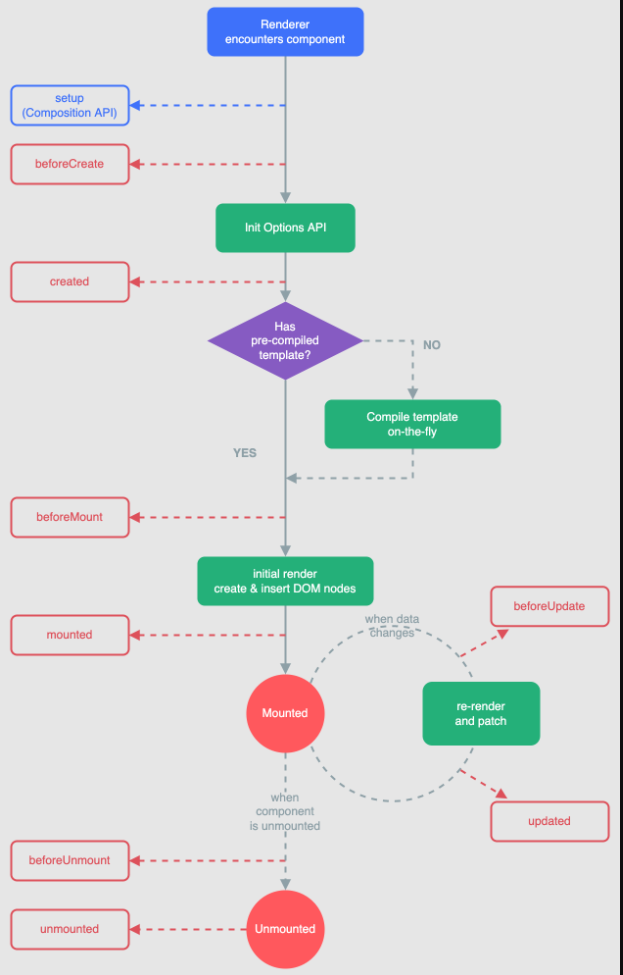 Renderer
encounters component
setup
(Composition API)
beforeCreate
Init Options API
created
Has
pre-compiled
template?
NO
Compile template
on-the-fly
YES
beforeMount
initial render
create & insert DOM nodes
beforeUpdate
mounted
when data
changes
Mounted
re-render
and patch
when
component
is unmounted
updated
beforeUnmount
unmounted
Unmounted